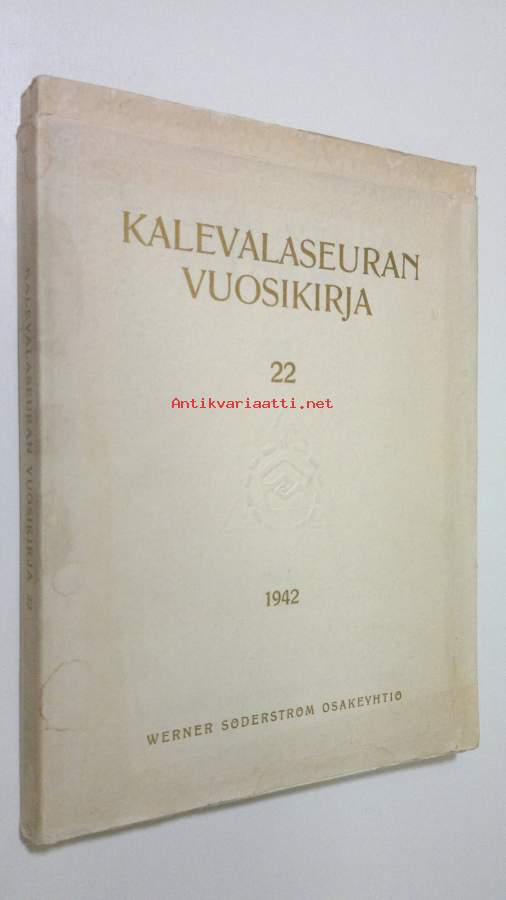 KALEVALASEURAN
VUOSIKIRJA
22
Antikvariaatti.net
1942
WERNER SØDERSTRØM OSAKEYHTIØ
KALEVALASEURAN VUOSIKIRJA 22